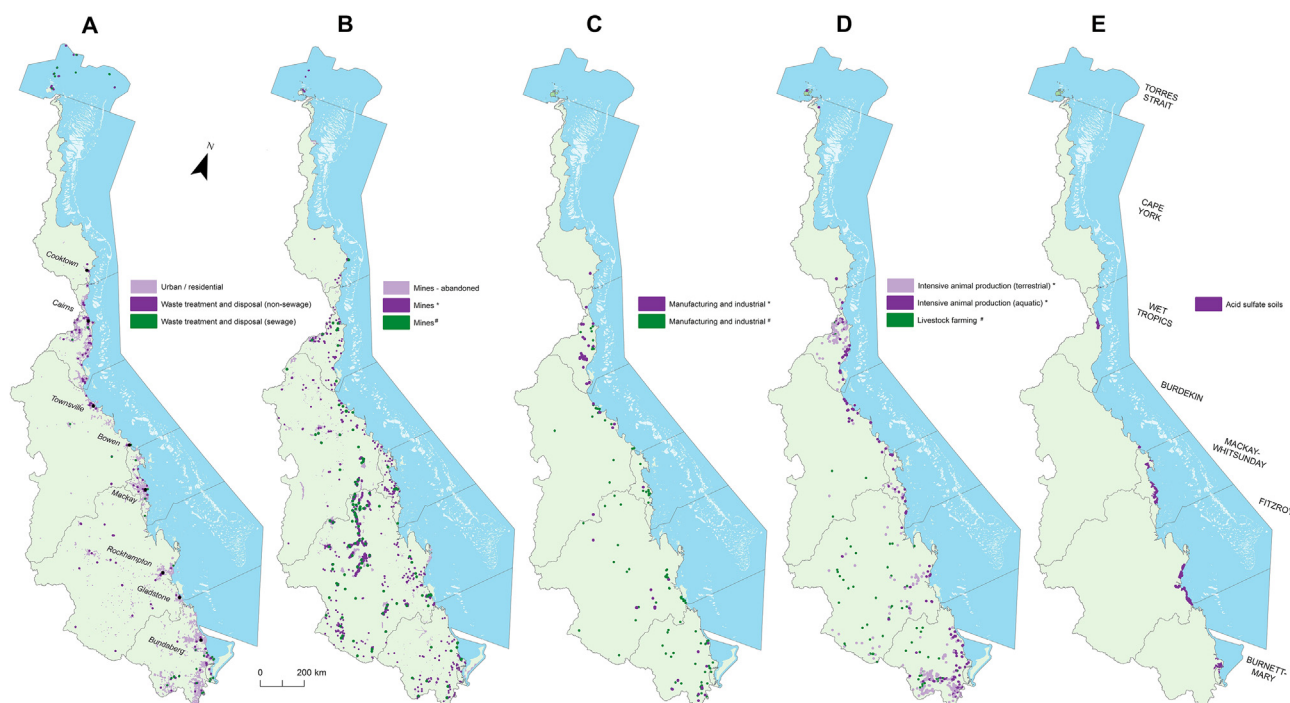 A
B
C
D
E
N
TORRES
STRAIT
CAPE
YORK
WET
TROPICS
BURDEKIN
MACKAY-
WHITSUNDAY
FITZROY
BURNETT-
MARY
Cooktown
Cairns
Townsville
Bowen
Mackay
Rockhampton
Gladstone
Bundaberg
Urban / residential
Waste treatment and disposal (non-sewage)
Waste treatment and disposal (sewage)
0 200 km
Mines - abandoned
Mines *
Mines #
Manufacturing and industrial *
Manufacturing and industrial #
Intensive animal production (terrestrial) *
Intensive animal production (aquatic) *
Livestock farming #
Acid sulfate soils